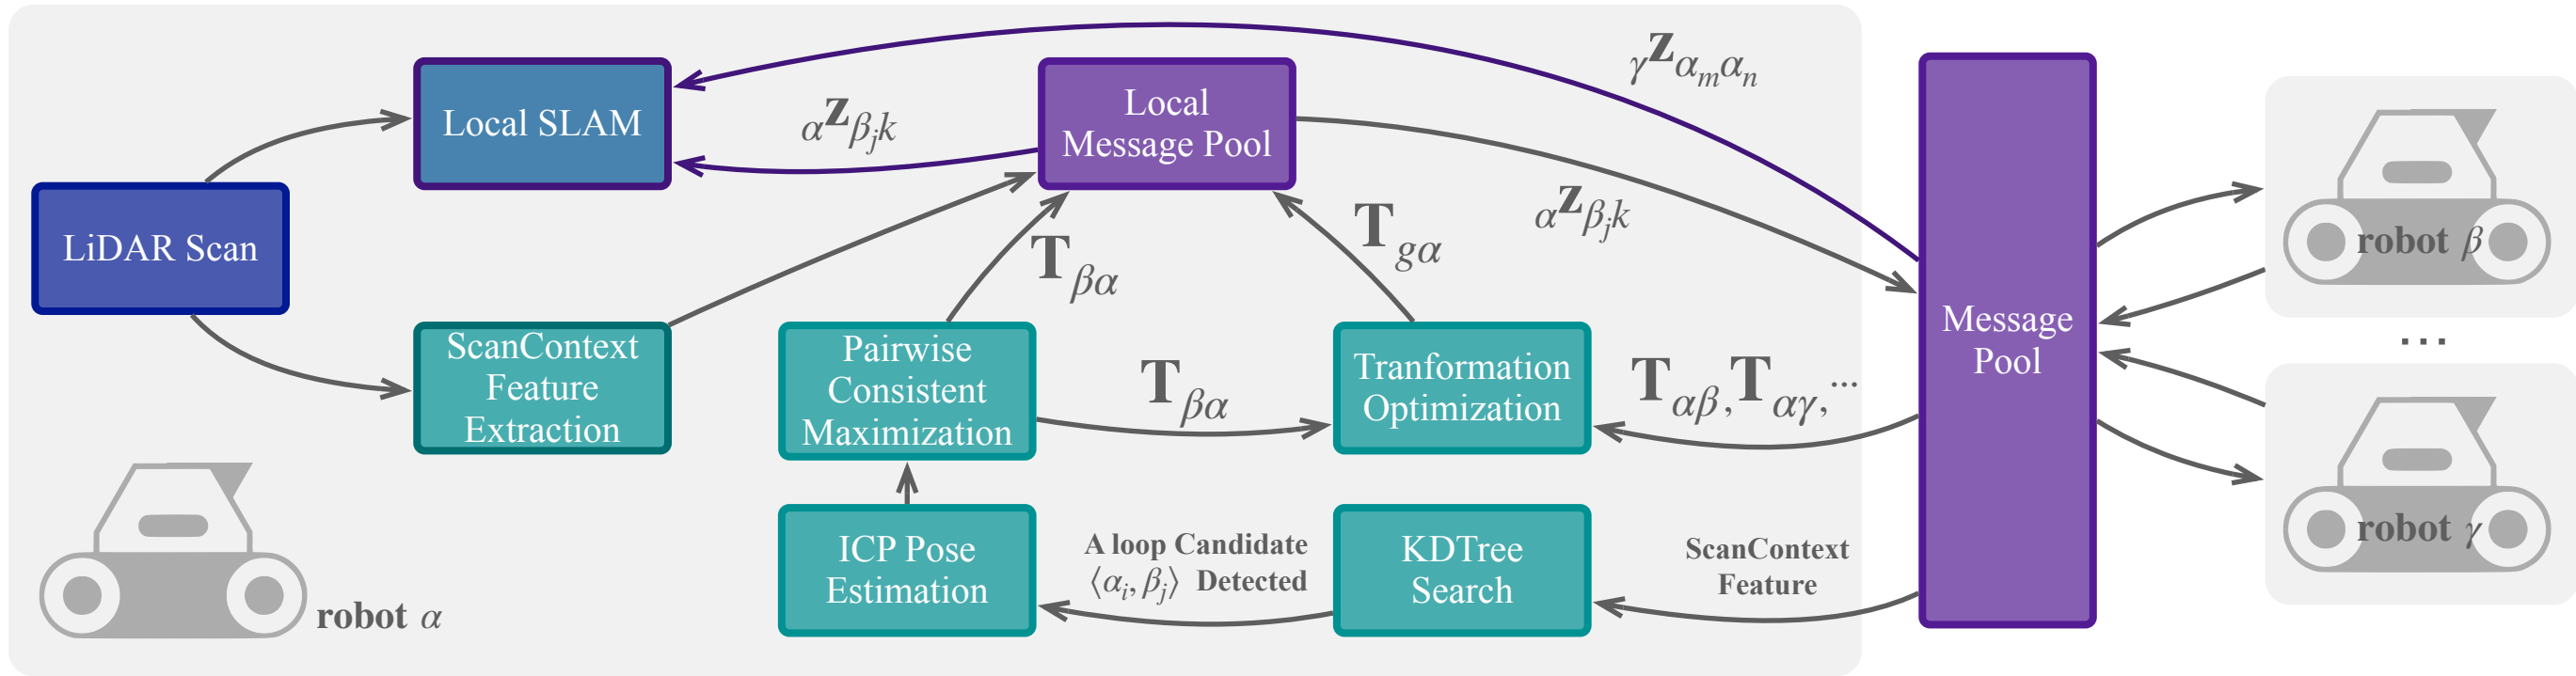 LiDAR Scan
Local SLAM
ScanContext
Feature
Extraction
robot α
Local
Message Pool
αzβjk
γzαmαn
αzβjk
Tβα
Tgα
Pairwise
Consistent
Maximization
Tβα
Tranformation
Optimization
Tαβ,Tαγ,...
ICP Pose
Estimation
A loop Candidate
⟨αi, βj⟩ Detected
KDTree
Search
ScanContext
Feature
Message
Pool
robot β
...
robot γ